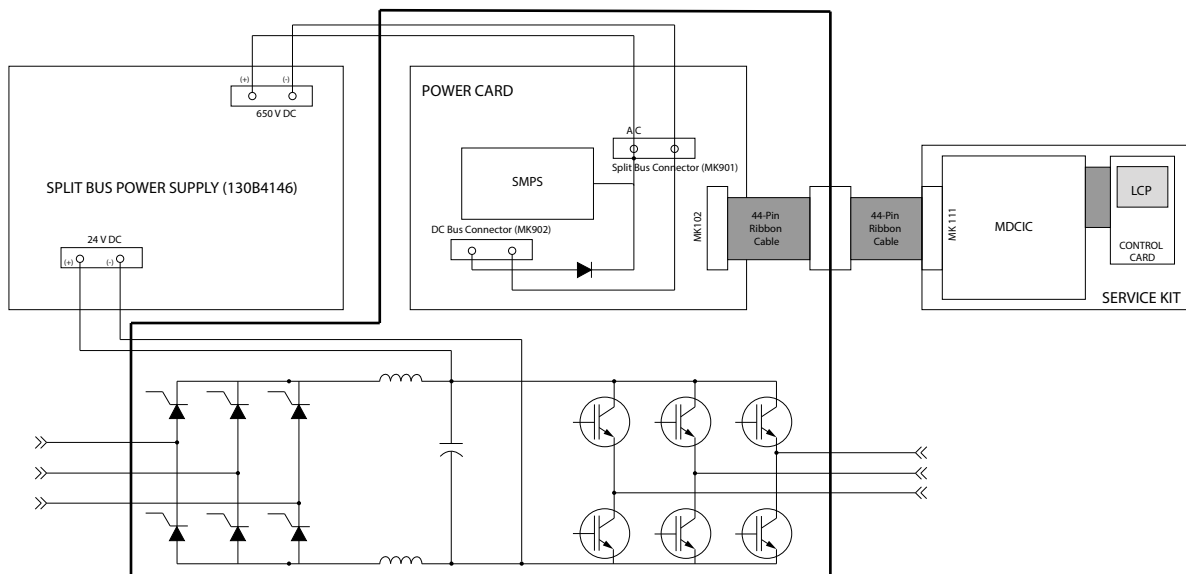 (+)
(-)
650 V DC
SPLIT BUS POWER SUPPLY (130B4146)
24 V DC
(+)
(-)
POWER CARD
A/C
Split Bus Connector (MK901)
SMPS
DC Bus Connector (MK902)
MK102
44-Pin
Ribbon
Cable
44-Pin
Ribbon
Cable
MK 111
MDCIC
LCP
CONTROL
CARD
SERVICE KIT